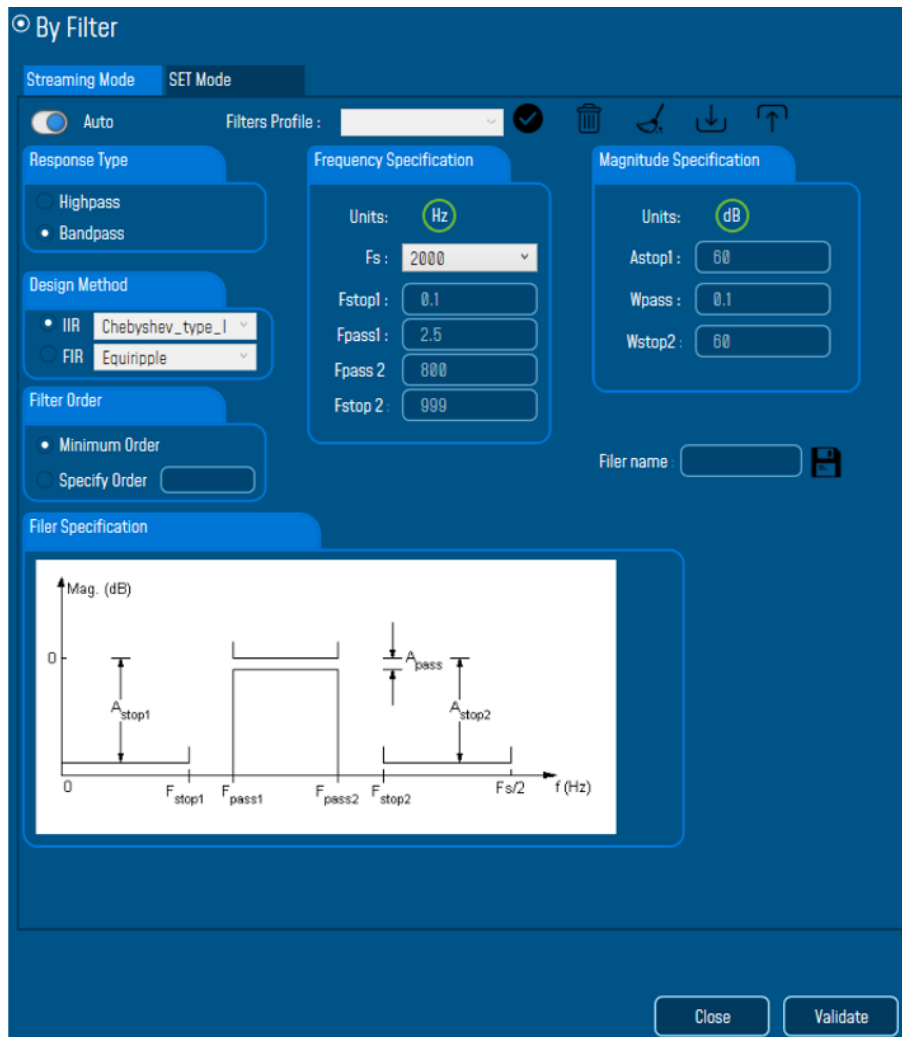 By Filter
Streaming Mode SET Mode
Auto Filters Profile :
Response Type
Highpass
Bandpass
Design Method
IIR Chebyshev_type_I
FIR Equiripple
Filter Order
Minimum Order
Specify Order
Frequency Specification
Units: Hz
Fs : 2000
Fstop1 : 0.1
Fpass1 : 2.5
Fpass 2 800
Fstop 2 : 999
Magnitude Specification
Units: dB
Astop1 : 60
Wpass : 0.1
Wstop2 : 60
Filer name :
Filer Specification
Mag. (dB)
0
Apass
Astop1
Astop2
0 Fstop1 Fpass1 Fpass2 Fstop2 Fs/2 f (Hz)
Close Validate